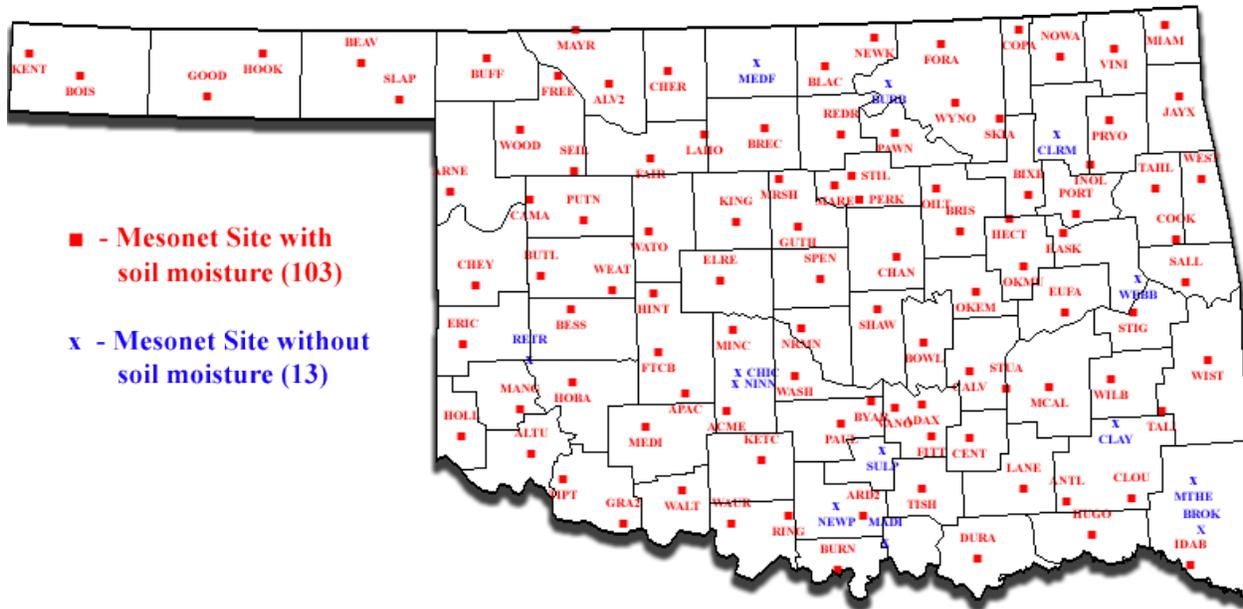 MAYR
BEAV
NEWK
COPA
NOWA
MIAM
KENT
HOOK
BUFF
FORA
VINI
BOIS
GOOD
SLAP
FREE
ALV2
CHER
MEDF
BLAC
BURB
WYNO
JAYX
REDR
SKIA
PRYO
WOOD
SEIL
LAHO
BREC
PAWN
CLRM
FAIR
STIL
BIXB
INOL
TAHL
WEST
ARNE
CAMA
PUTN
KING
MRSH
MARE
PERK
OILT
BRIS
PORT
COOK
WATO
GUTH
HECT
HASK
- Mesonet Site with
soil moisture (103)
CHEY
BUTL
WEAT
ELRE
SPEN
CHAN
OKMU
SALL
HINT
OKEM
EUFA
WEBB
ERIC
BESS
SHAW
STIG
x - Mesonet Site without
soil moisture (13)
RETR
MINC
NRMN
BOWL
FTCB
CHIC
NINN
WASH
CALV
STUA
WIST
MANG
HOBA
APAC
MCAL
WILB
HOLL
ALTU
MEDI
ACME
KETC
PAUL
BYAR
VANO
ADAX
FITT
CENT
CLAY
TALI
SULP
LANE
ANTL
CLOU
TIPT
GRA2
WALT
WAUR
RING
ARD2
NEWP
MADI
TISH
HUGO
MTHE
BROK
BURN
DURA
IDAB